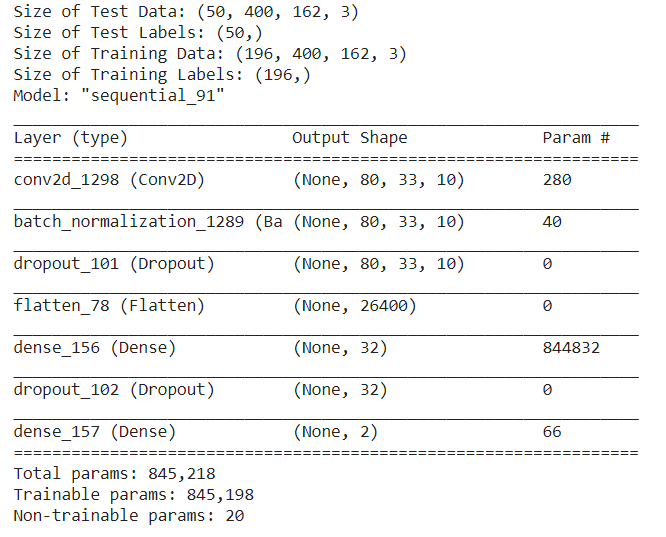 Size of Test Data: (50, 400, 162, 3)
Size of Test Labels: (50,)
Size of Training Data: (196, 400, 162, 3)
Size of Training Labels: (196,)
Model: "sequential_91"
Layer (type) Output Shape Param #
conv2d_1298 (Conv2D) (None, 80, 33, 10) 280
batch_normalization_1289 (Ba (None, 80, 33, 10) 40
dropout_101 (Dropout) (None, 80, 33, 10) 0
flatten_78 (Flatten) (None, 26400) 0
dense_156 (Dense) (None, 32) 844832
dropout_102 (Dropout) (None, 32) 0
dense_157 (Dense) (None, 2) 66
Total params: 845,218
Trainable params: 845,198
Non-trainable params: 20